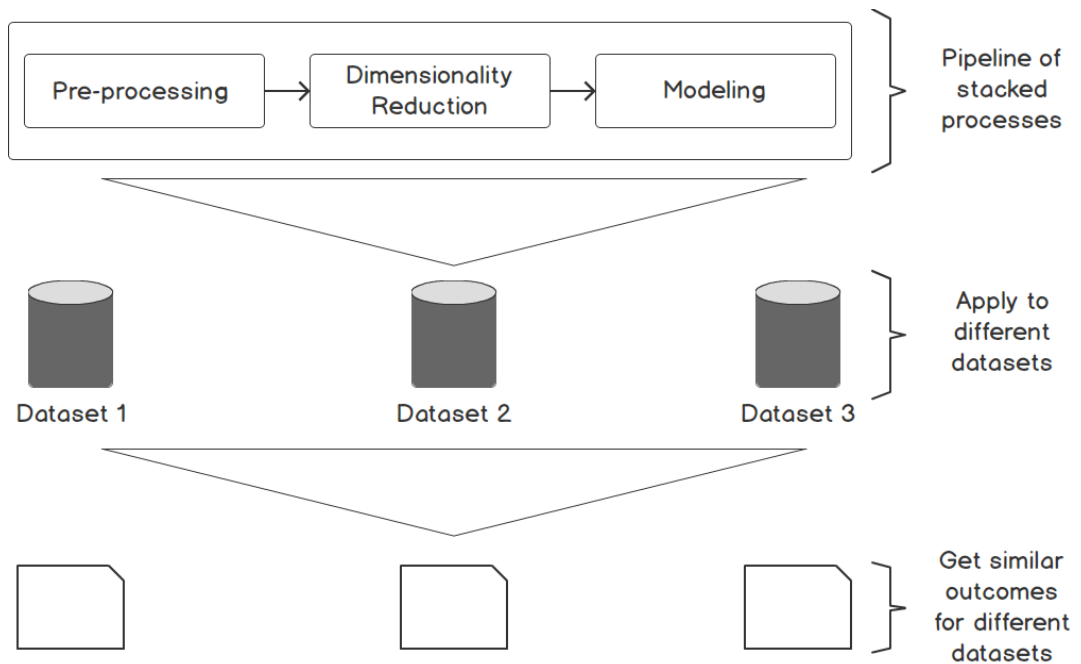 Pre-processing
Dimensionality
Reduction
Modeling
Pipeline of
stacked
processes
Dataset 1
Dataset 2
Dataset 3
Apply to
different
datasets
Get similar
outcomes
for different
datasets